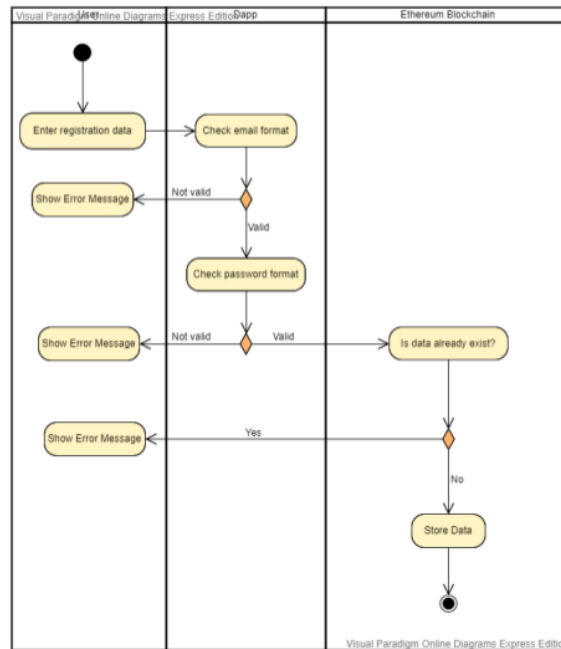 Visual Paradigm Online Diagrams Express Edition
User
Dapp
Ethereum Blockchain
Enter registration data
Check email format
Show Error Message
Not valid
Valid
Check password format
Show Error Message
Not valid
Valid
Is data already exist?
Show Error Message
Yes
No
Store Data
Visual Paradigm Online Diagrams Express Editio